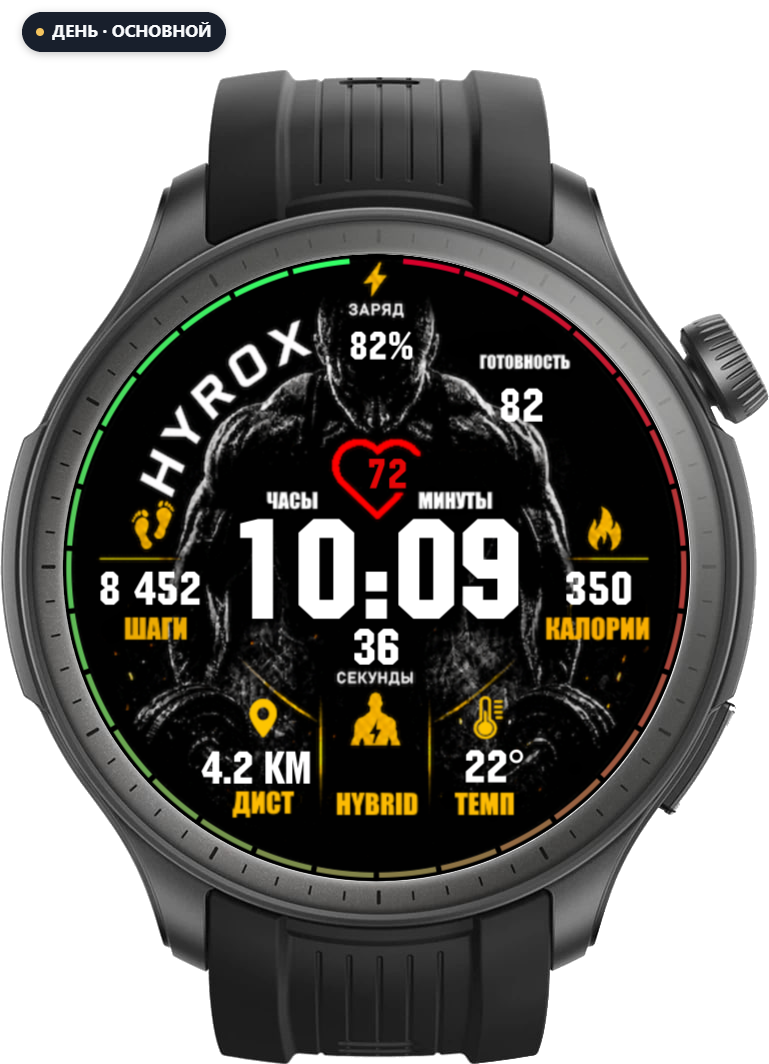 ДЕНЬ · ОСНОВНОЙ
ЗАРЯД
82%
HYROX
ГОТОВНОСТЬ
82
72
ЧАСЫ
МИНУТЫ
10:09
8 452
ШАГИ
350
КАЛОРИИ
36
СЕКУНДЫ
4.2 KM
ДИСТ
HYBRID
22°
ТЕМП